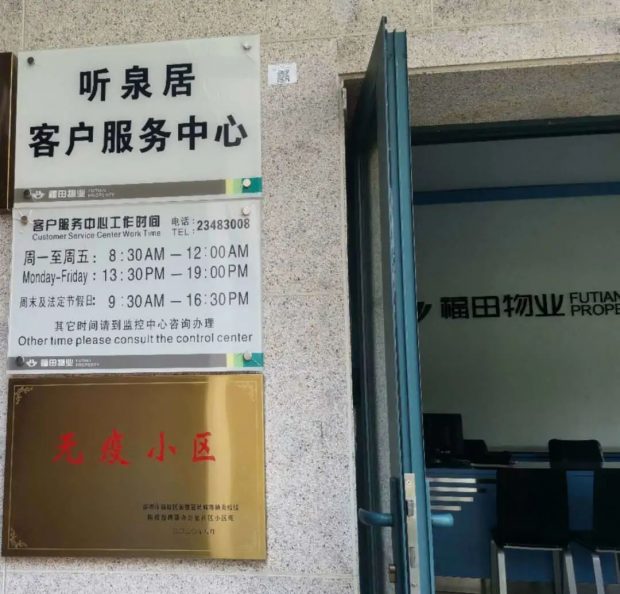 听泉居
客户服务中心
福田物业 FUTIAN PROPERTY
客户服务中心工作时间 电话:23483008
Customer Service Center Work Time TEL:
周一至周五: 8:30AM—12:00AM
Monday-Friday: 13:30PM—19:00PM
周末及法定节假日: 9:30AM—16:30PM
其它时间请到监控中心咨询办理
Other time please consult the control center
福田物业 FUTIAN PROPERTY
无疫小区
福田物业 FUTIAN
PROPE